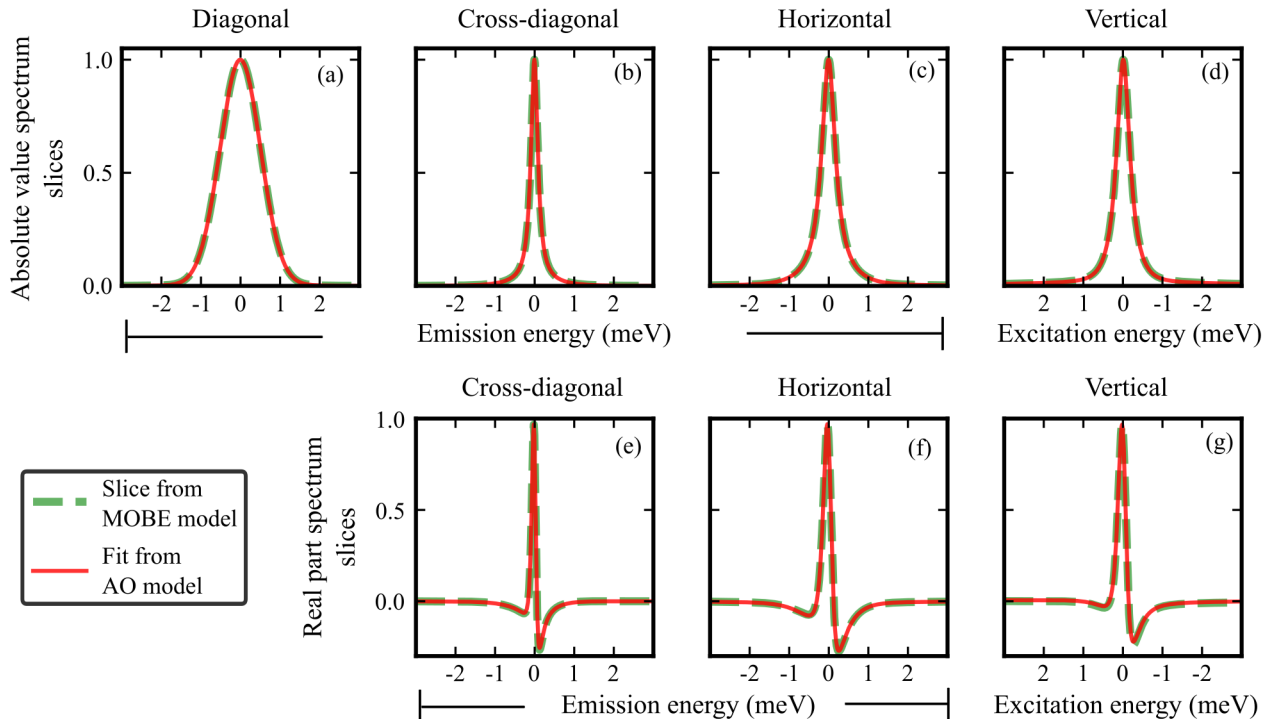 Diagonal
Cross-diagonal
Horizontal
Vertical
Absolute value spectrum
slices
1.0
0.5
0.0
(a)
(b)
(c)
(d)
-2 -1 0 1 2
-2 -1 0 1 2
-2 -1 0 1 2
2 1 0 -1 -2
Emission energy (meV)
Excitation energy (meV)
Cross-diagonal
Horizontal
Vertical
Real part spectrum
slices
1.0
0.5
0.0
(e)
(f)
(g)
-2 -1 0 1 2
-2 -1 0 1 2
2 1 0 -1 -2
Emission energy (meV)
Excitation energy (meV)
Slice from
MOBE model
Fit from
AO model